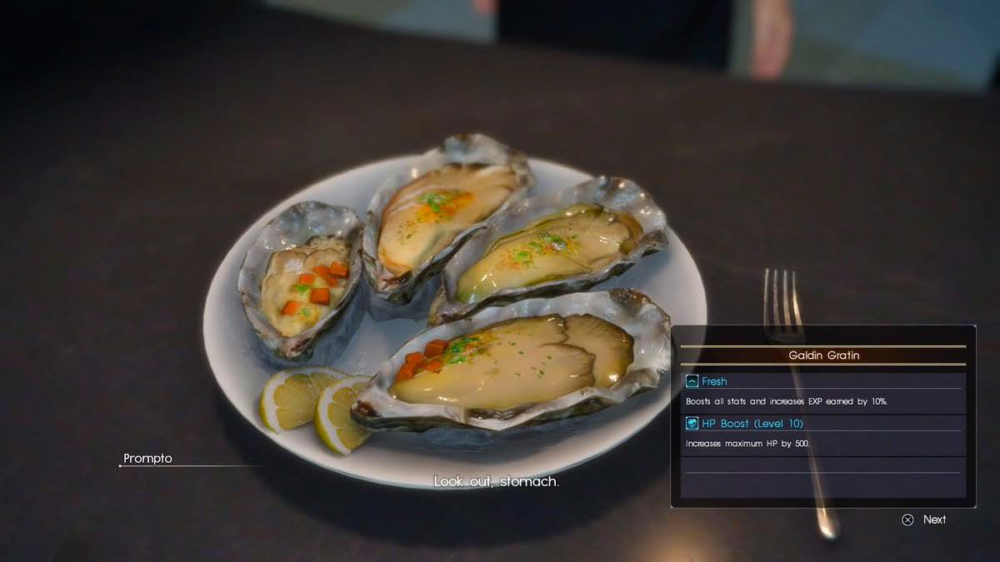 Galdin Gratin
Fresh
Boosts all stats and increases EXP earned by 10%.
HP Boost (Level 10)
Increases maximum HP by 500.
Prompto
Look out, stomach.
Next